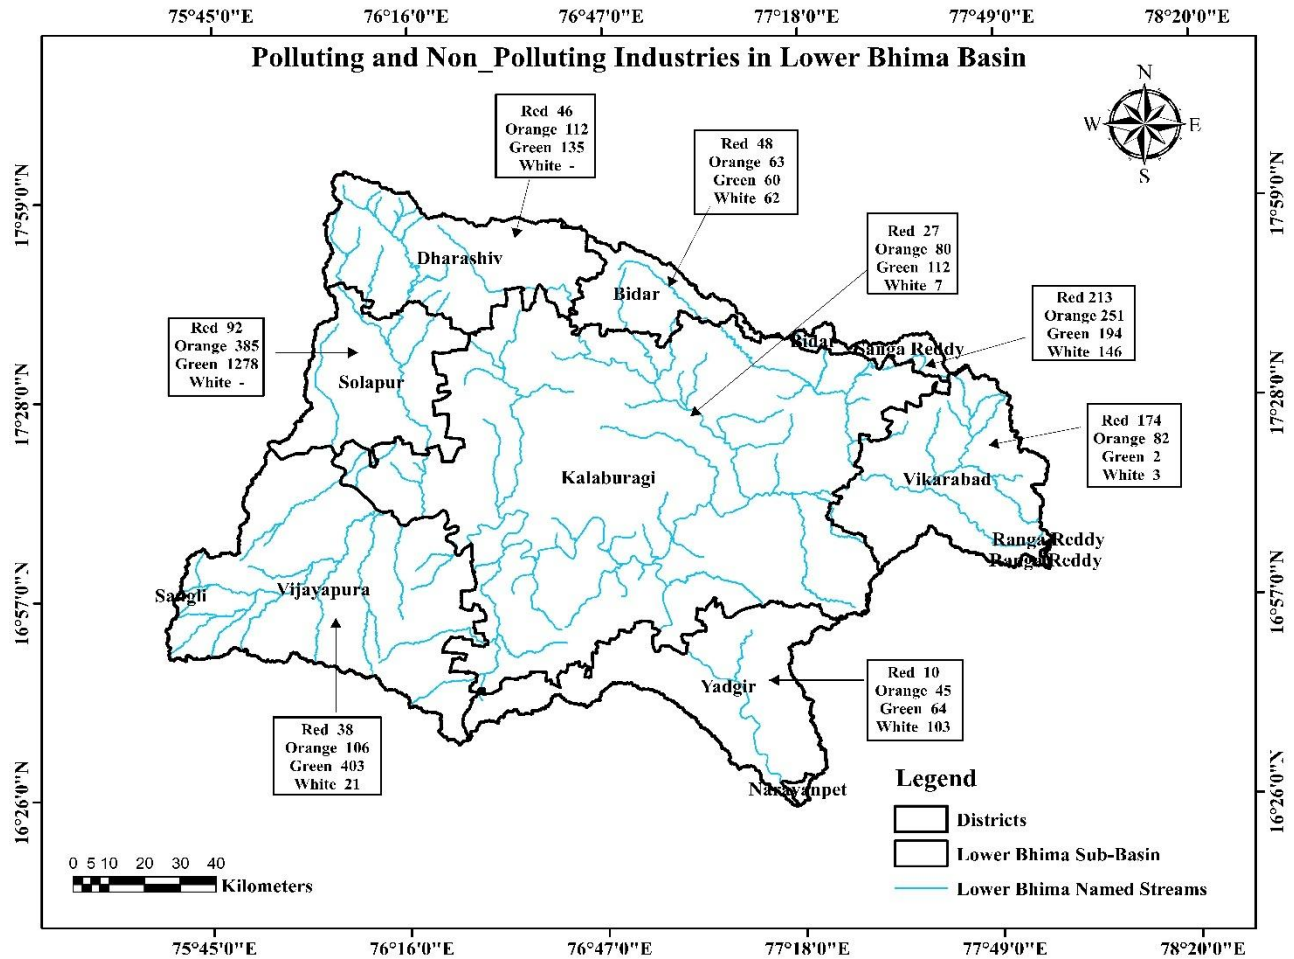 75°45'0"E 76°16'0"E 76°47'0"E 77°18'0"E 77°49'0"E 78°20'0"E
Polluting and Non_Polluting Industries in Lower Bhima Basin
N
W E
S
17°59'0"N
17°28'0"N
16°57'0"N
16°26'0"N
17°59'0"N
17°28'0"N
16°57'0"N
16°26'0"N
Red 46
Orange 112
Green 135
White -
Red 48
Orange 63
Green 60
White 62
Red 27
Orange 80
Green 112
White 7
Red 213
Orange 251
Green 194
White 146
Red 92
Orange 385
Green 1278
White -
Red 174
Orange 82
Green 2
White 3
Dharashiv
Bidar
Bidar
Sanga Reddy
Solapur
Kalaburagi
Vikarabad
Ranga Reddy
Ranga Reddy
Sangli
Vijayapura
Yadgir
Narayanpet
Red 10
Orange 45
Green 64
White 103
Red 38
Orange 106
Green 403
White 21
Legend
Districts
Lower Bhima Sub-Basin
Lower Bhima Named Streams
0 5 10 20 30 40
Kilometers
75°45'0"E 76°16'0"E 76°47'0"E 77°18'0"E 77°49'0"E 78°20'0"E